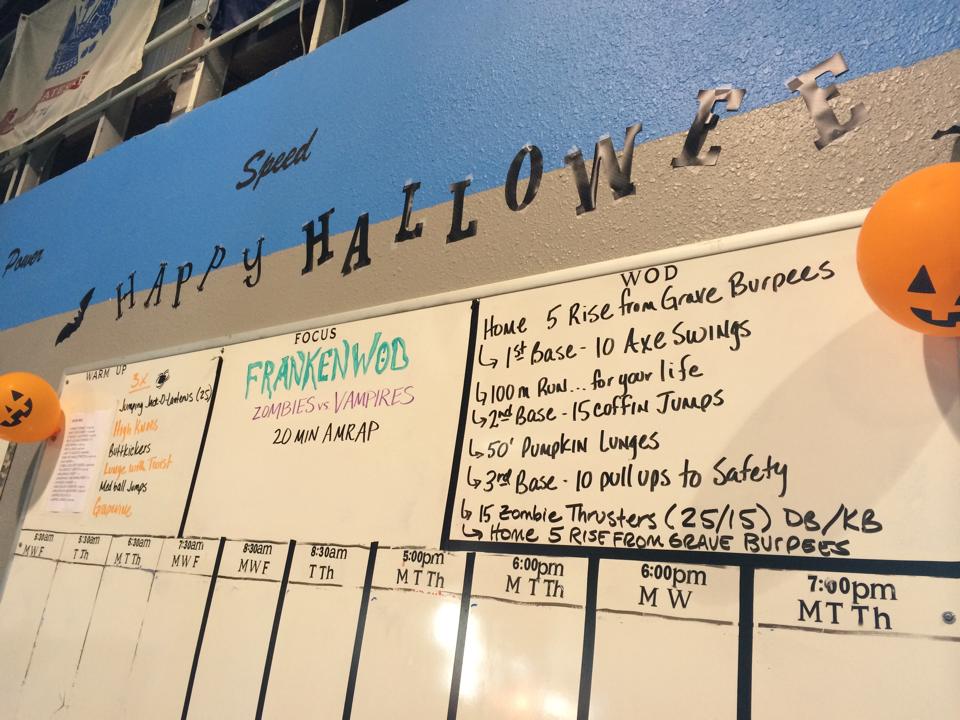 Speed
Power
HAPPY HALLOWEE
WARM UP
3x
Jumping Jack-O-Lanterns (25)
High Knees
Buttkickers
Lunge with Twist
Med Ball Jumps
Grapevine
FOCUS
FRANKENWOD
ZOMBIES vs VAMPIRES
20 MIN AMRAP
WOD
Home 5 Rise from Grave Burpees
↳ 1st Base - 10 Axe Swings
↳ 100 m Run... for your life
↳ 2nd Base - 15 coffin Jumps
↳ 50' Pumpkin Lunges
↳ 3rd Base - 10 pull ups to Safety
↳ 15 Zombie Thrusters (25/15) DB/KB
↳ Home 5 RISE FROM GRAVE BURPEES
5:30am
M W F
5:30am
T Th
6:30am
M T Th
7:30am
M W F
8:30am
M W F
8:30am
T Th
5:00pm
M T Th
6:00pm
M T Th
6:00pm
M W
7:00pm
M T Th